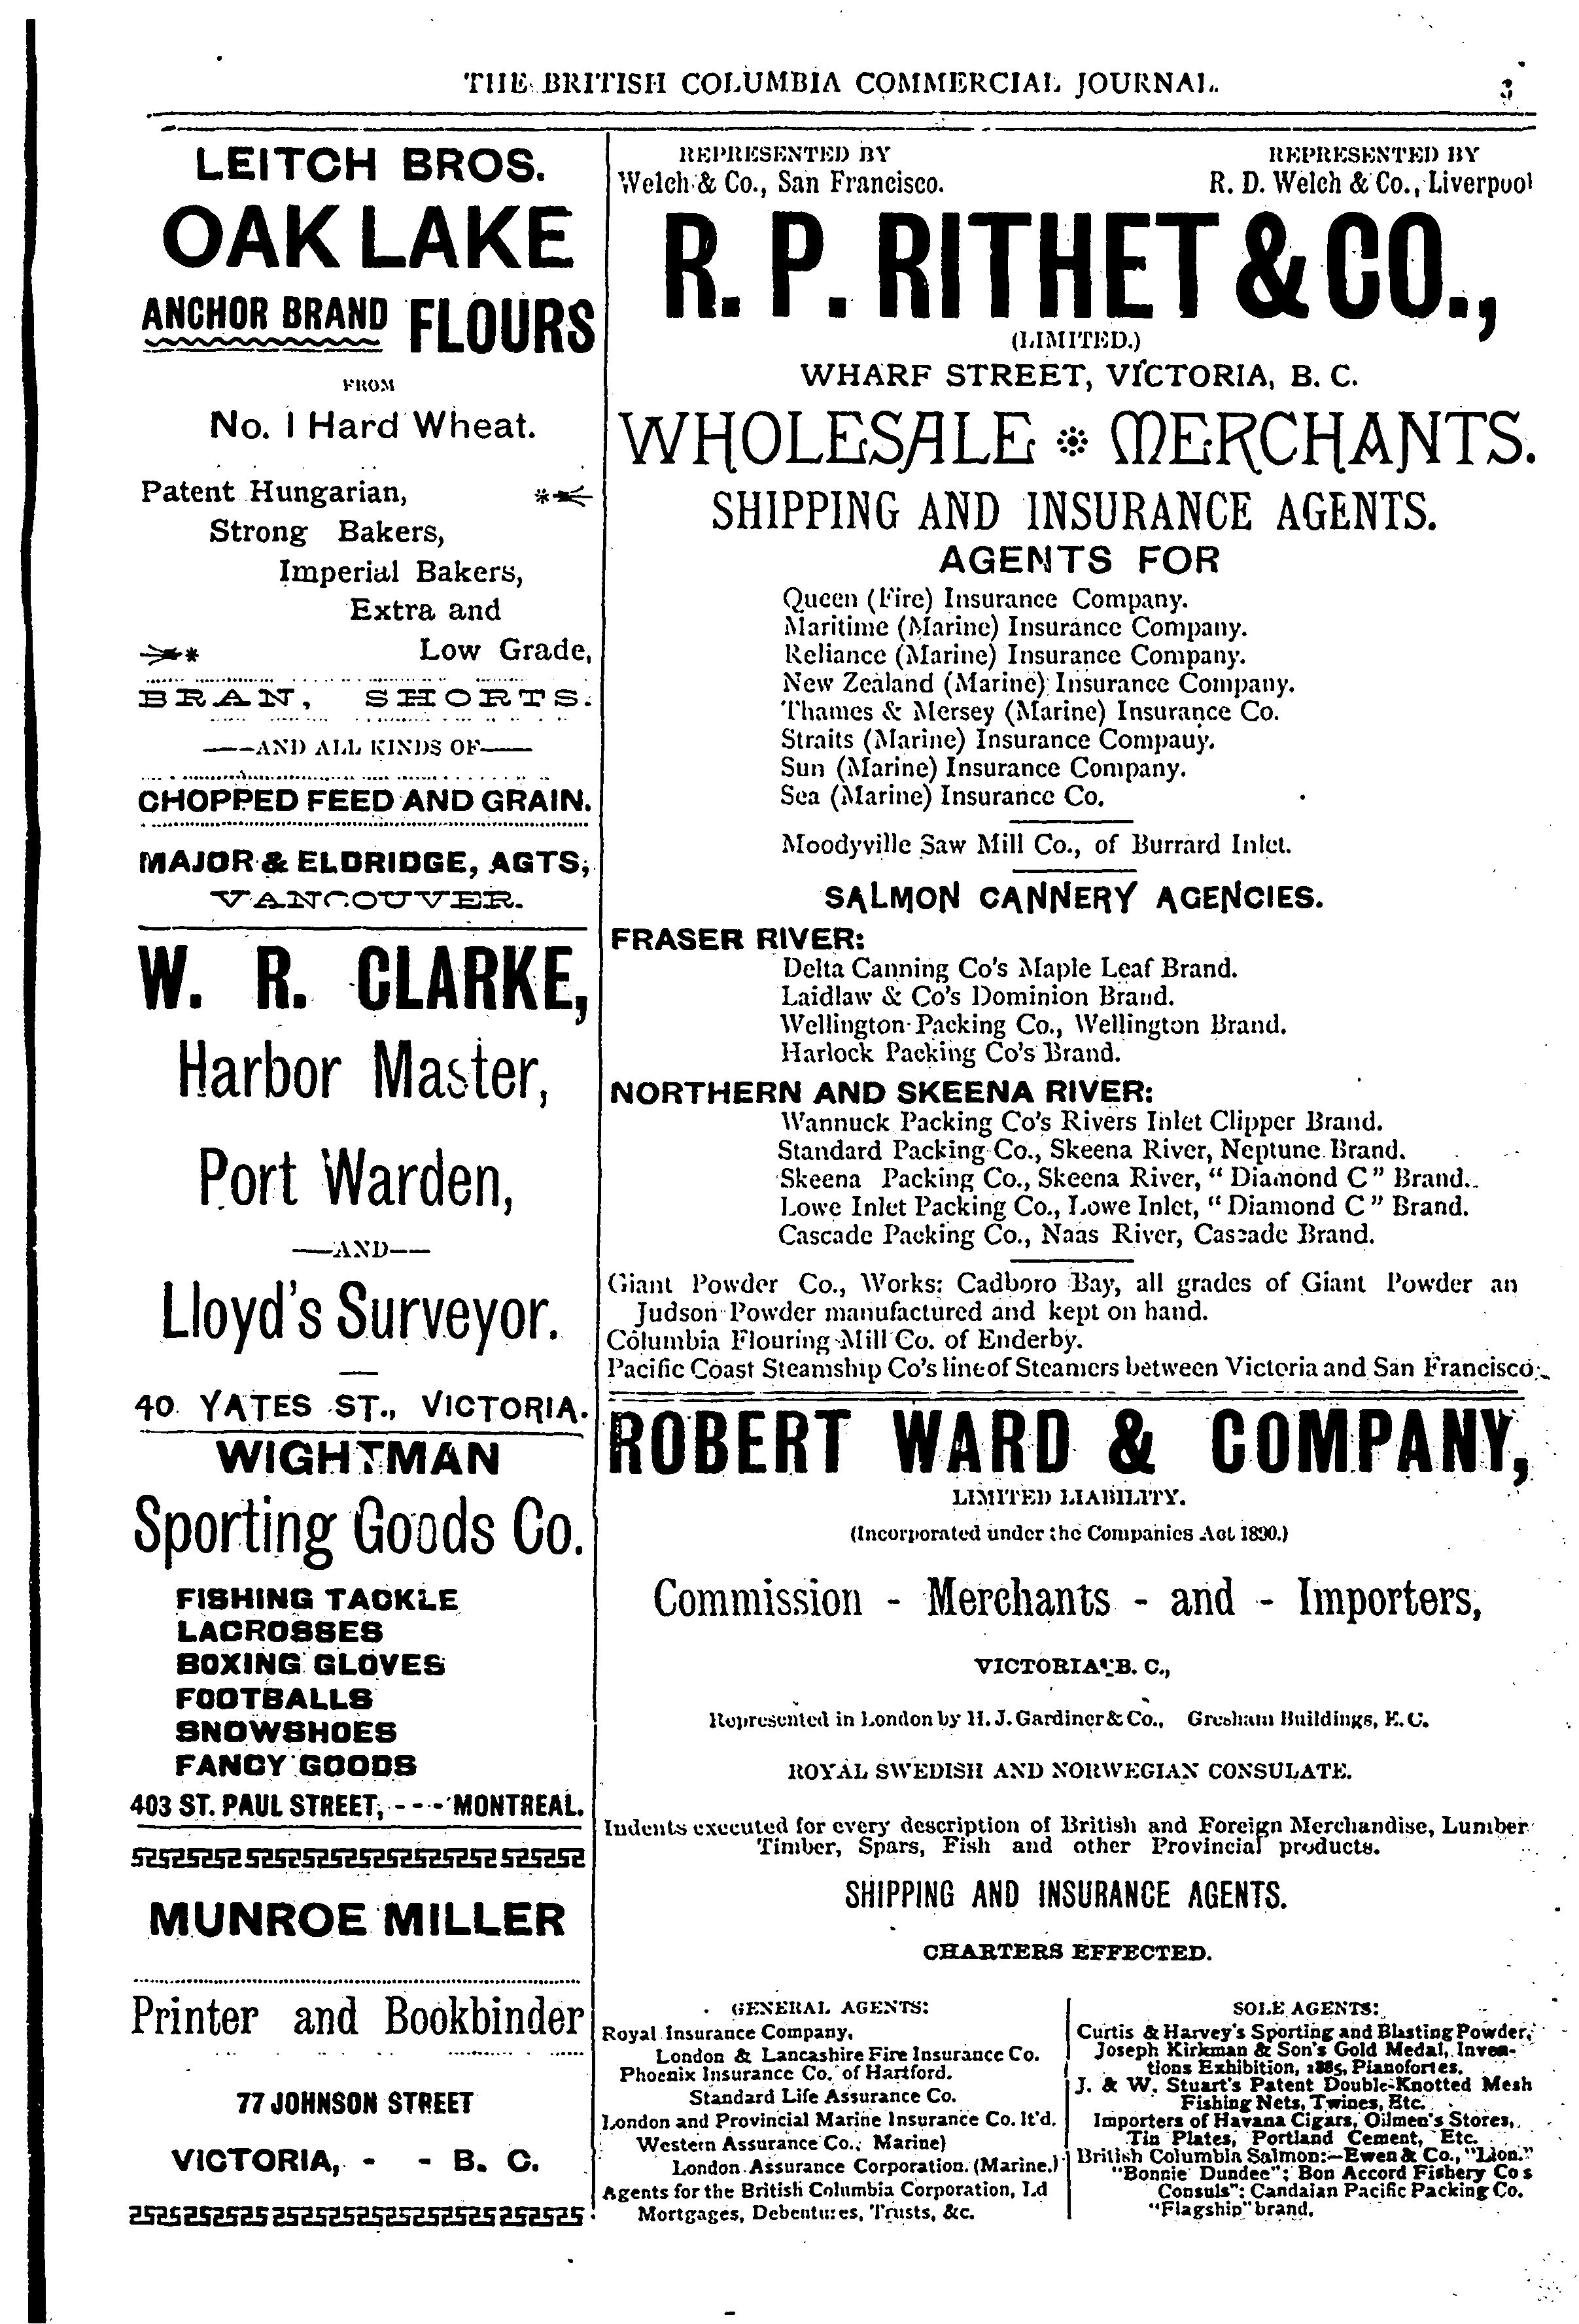 THE BRITISH COLUMBIA COMMERCIAL JOURNAL. 3
LEITCH BROS.
OAK LAKE
ANCHOR BRAND FLOURS
FROM
No. 1 Hard Wheat.
Patent Hungarian,
Strong Bakers,
Imperial Bakers,
Extra and
Low Grade,
BRAN, SHORTS.
—AND ALL KINDS OF—
CHOPPED FEED AND GRAIN.
MAJOR & ELDRIDGE, AGTS,
VANCOUVER.
W. R. CLARKE,
Harbor Master,
Port Warden,
—AND—
Lloyd's Surveyor.
40 YATES ST., VICTORIA.
WIGHTMAN
Sporting Goods Co.
FISHING TACKLE
LACROSSES
BOXING GLOVES
FOOTBALLS
SNOWSHOES
FANCY GOODS
403 ST. PAUL STREET, - - - MONTREAL.
MUNROE MILLER
Printer and Bookbinder
77 JOHNSON STREET
VICTORIA, - - B. C.
REPRESENTED BY
Welch & Co., San Francisco.
REPRESENTED BY
R. D. Welch & Co., Liverpool
R. P. RITHET & CO.,
(LIMITED.)
WHARF STREET, VICTORIA, B. C.
WHOLESALE MERCHANTS.
SHIPPING AND INSURANCE AGENTS.
AGENTS FOR
Queen (Fire) Insurance Company.
Maritime (Marine) Insurance Company.
Reliance (Marine) Insurance Company.
New Zealand (Marine) Insurance Company.
Thames & Mersey (Marine) Insurance Co.
Straits (Marine) Insurance Compauy.
Sun (Marine) Insurance Company.
Sea (Marine) Insurance Co.
Moodyville Saw Mill Co., of Burrard Inlet.
SALMON CANNERY AGENCIES.
FRASER RIVER:
Delta Canning Co's Maple Leaf Brand.
Laidlaw & Co's Dominion Brand.
Wellington Packing Co., Wellington Brand.
Harlock Packing Co's Brand.
NORTHERN AND SKEENA RIVER:
Wannuck Packing Co's Rivers Inlet Clipper Brand.
Standard Packing Co., Skeena River, Neptune Brand.
Skeena Packing Co., Skeena River, "Diamond C" Brand.
Lowe Inlet Packing Co., Lowe Inlet, "Diamond C" Brand.
Cascade Packing Co., Naas River, Cascade Brand.
Giant Powder Co., Works: Cadboro Bay, all grades of Giant Powder an
Judson Powder manufactured and kept on hand.
Columbia Flouring Mill Co. of Enderby.
Pacific Coast Steamship Co's line of Steamers between Victoria and San Francisco.
ROBERT WARD & COMPANY,
LIMITED LIABILITY.
(Incorporated under the Companies Act 1890.)
Commission - Merchants - and - Importers,
VICTORIA, B. C.,
Represented in London by H. J. Gardiner & Co., Gresham Buildings, E. C.
ROYAL SWEDISH AND NORWEGIAN CONSULATE.
Indents executed for every description of British and Foreign Merchandise, Lumber
Timber, Spars, Fish and other Provincial products.
SHIPPING AND INSURANCE AGENTS.
CHARTERS EFFECTED.
GENERAL AGENTS:
Royal Insurance Company,
London & Lancashire Fire Insurance Co.
Phoenix Insurance Co. of Hartford.
Standard Life Assurance Co.
London and Provincial Marine Insurance Co. lt'd.
Western Assurance Co., Marine)
London Assurance Corporation. (Marine.)
Agents for the British Columbia Corporation, Ld
Mortgages, Debentures, Trusts, &c.
SOLE AGENTS:
Curtis & Harvey's Sporting and Blasting Powder,
Joseph Kirkman & Son's Gold Medal, Inven-
tions Exhibition, 1885, Pianofortes.
J. & W. Stuart's Patent Double-Knotted Mesh
Fishing Nets, Twines, Etc.
Importers of Havana Cigars, Oilmen's Stores,
Tin Plates, Portland Cement, Etc.
British Columbia Salmon:—Ewen & Co., "Lion."
"Bonnie Dundee"; Bon Accord Fishery Co s
Consuls"; Candaian Pacific Packing Co.
"Flagship" brand.